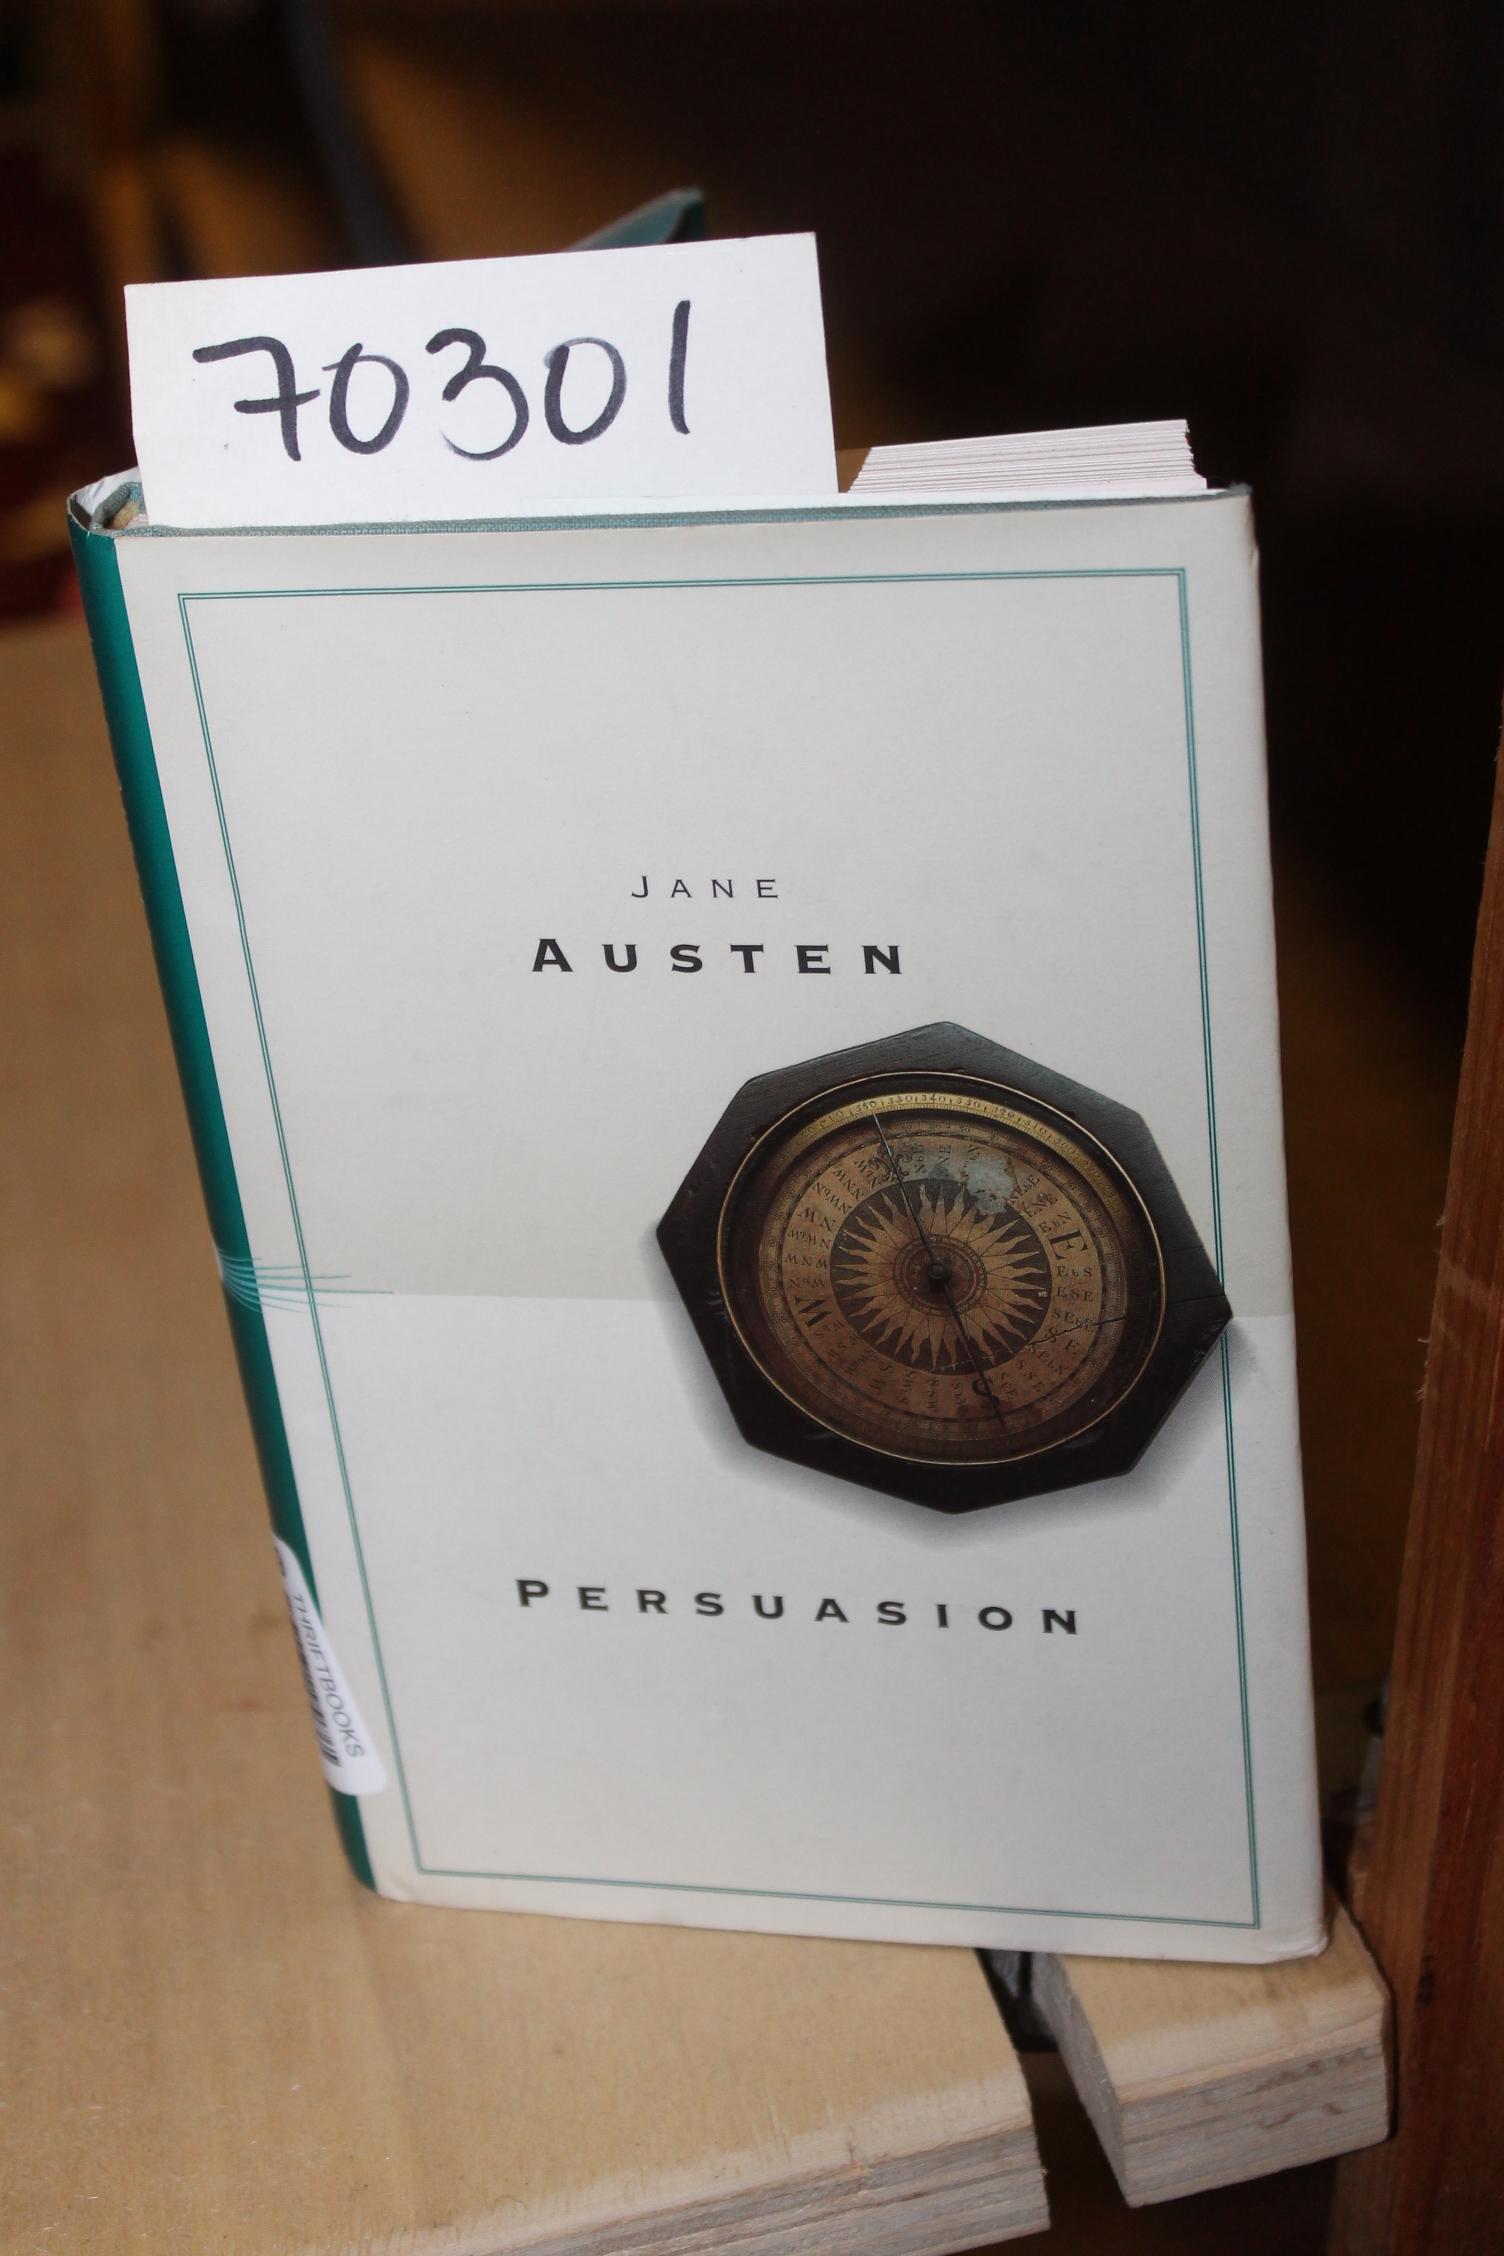 70301
JANE
AUSTEN
PERSUASION
THRIFTBOOKS